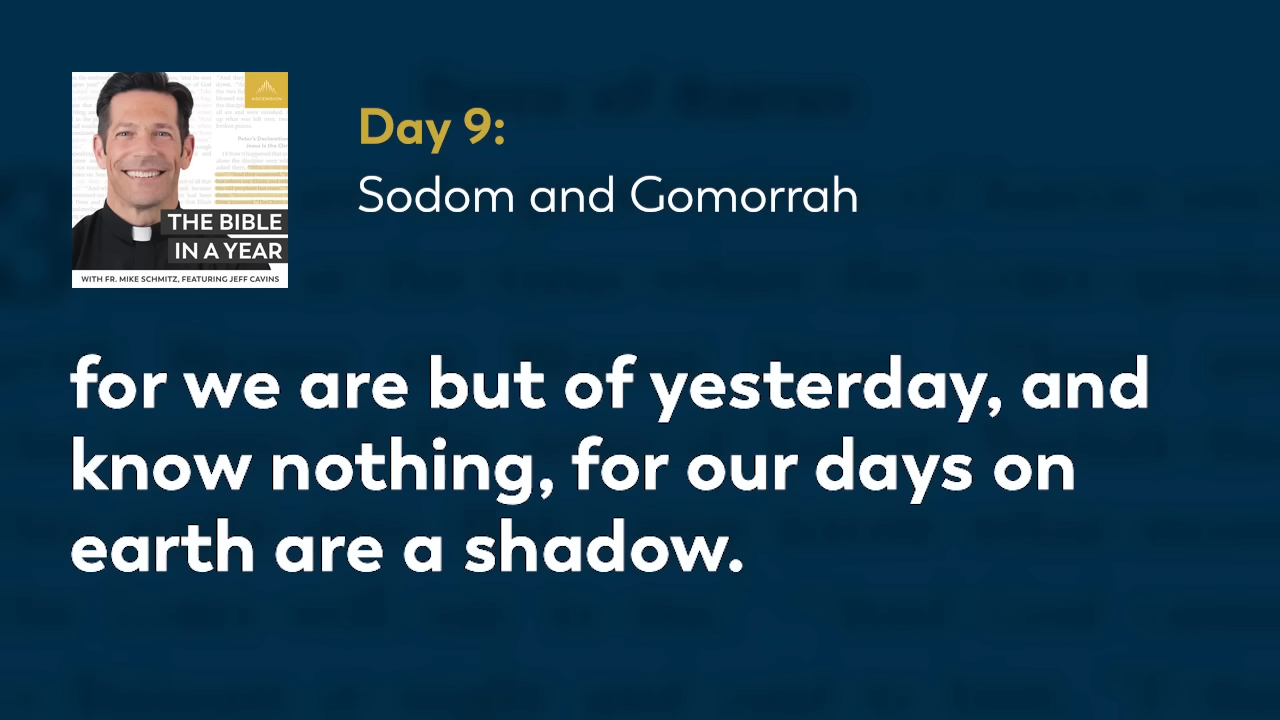 ASCENSION
THE BIBLE
IN A YEAR
WITH FR. MIKE SCHMITZ, FEATURING JEFF CAVINS
Day 9:
Sodom and Gomorrah
for we are but of yesterday, and
know nothing, for our days on
earth are a shadow.